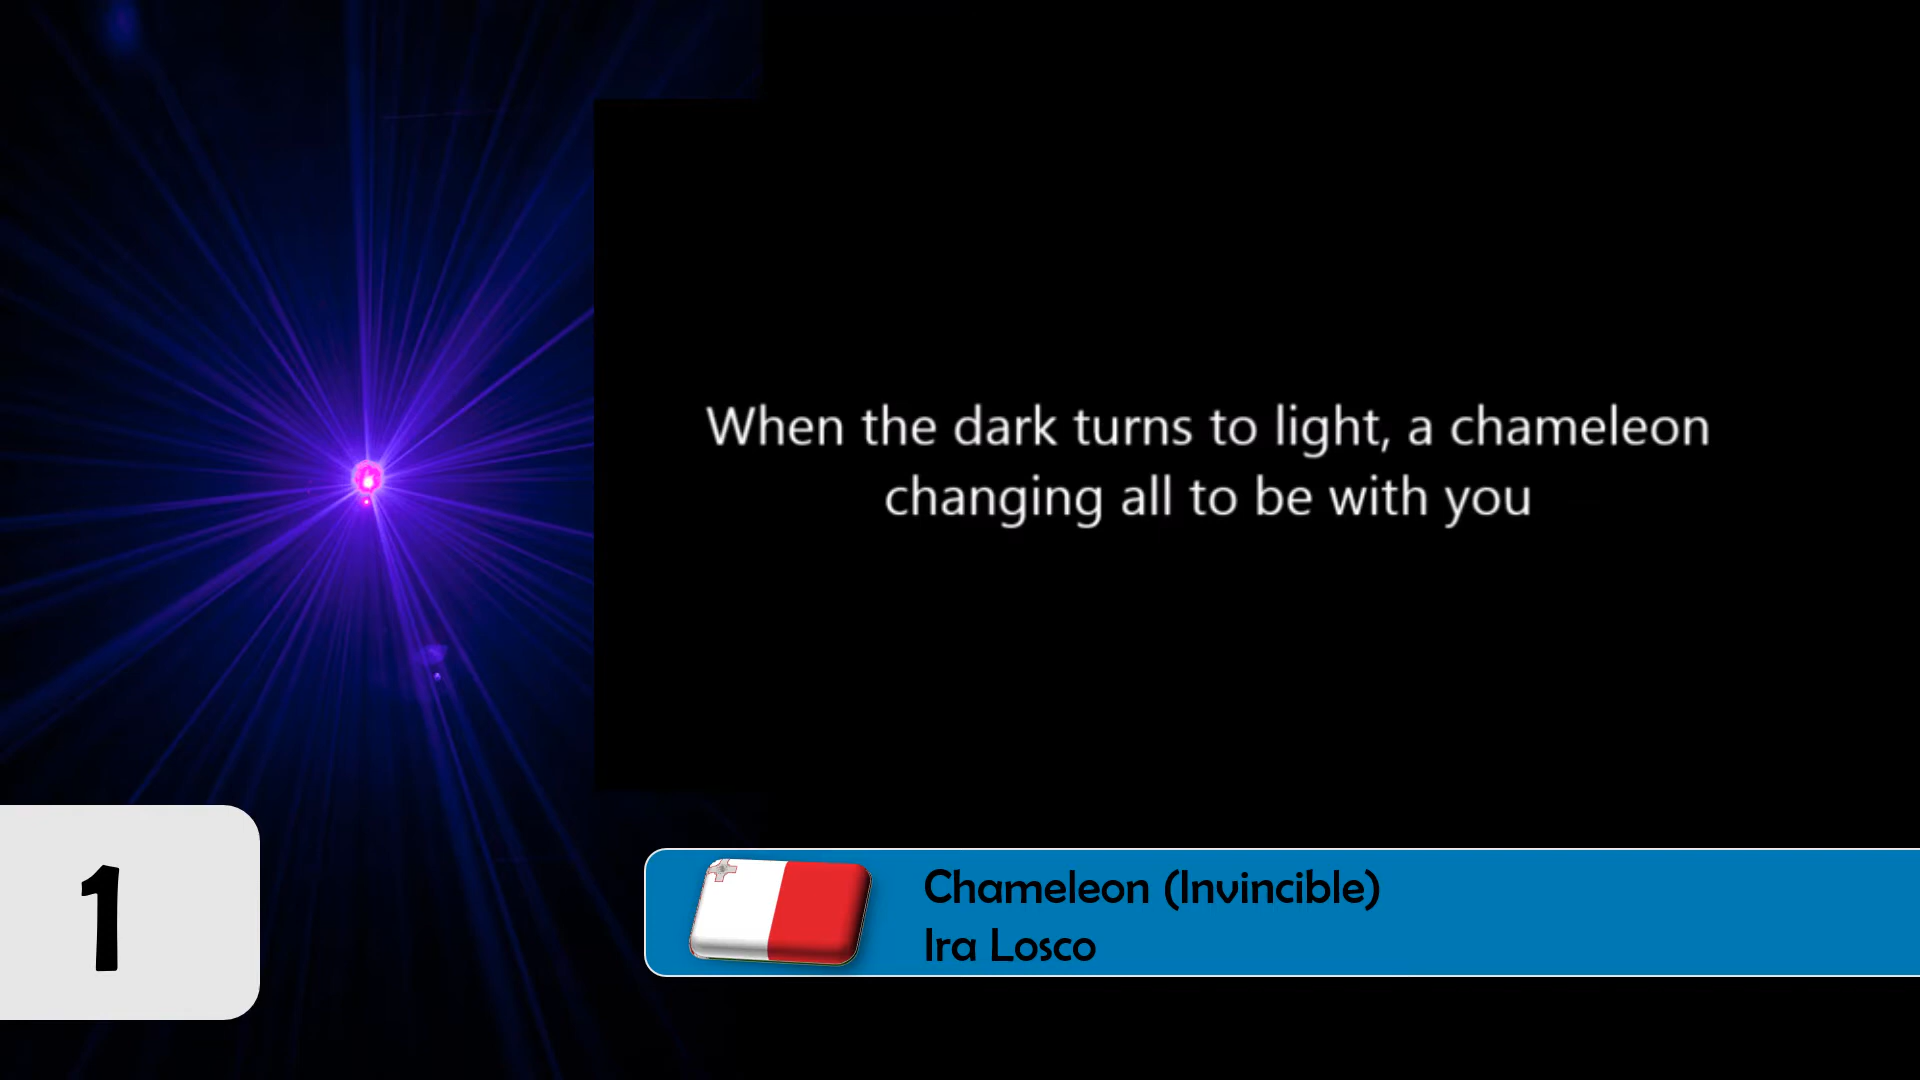 When the dark turns to light, a chameleon
changing all to be with you
1
Chameleon (Invincible)
Ira Losco